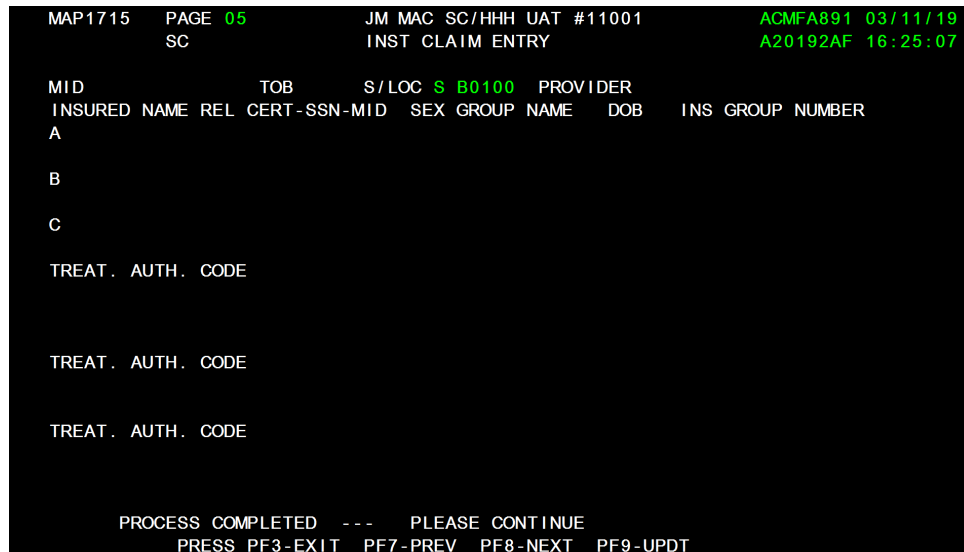 MAP1715 PAGE 05 JM MAC SC/HHH UAT #11001 ACMFA891 03/11/19
SC INST CLAIM ENTRY A20192AF 16:25:07
MID TOB S/LOC S B0100 PROVIDER
INSURED NAME REL CERT-SSN-MID SEX GROUP NAME DOB INS GROUP NUMBER
A
B
C
TREAT. AUTH. CODE
TREAT. AUTH. CODE
TREAT. AUTH. CODE
PROCESS COMPLETED --- PLEASE CONTINUE
PRESS PF3-EXIT PF7-PREV PF8-NEXT PF9-UPDT